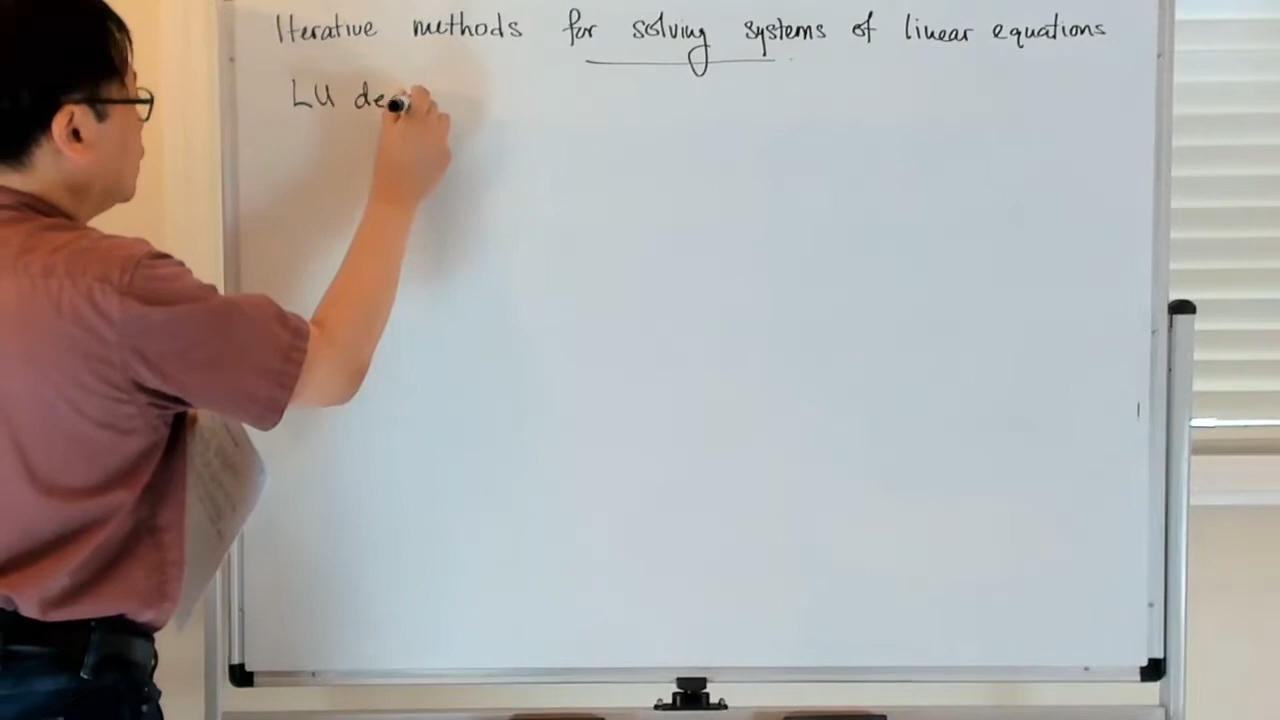 Iterative methods for solving systems of linear equations
LU de